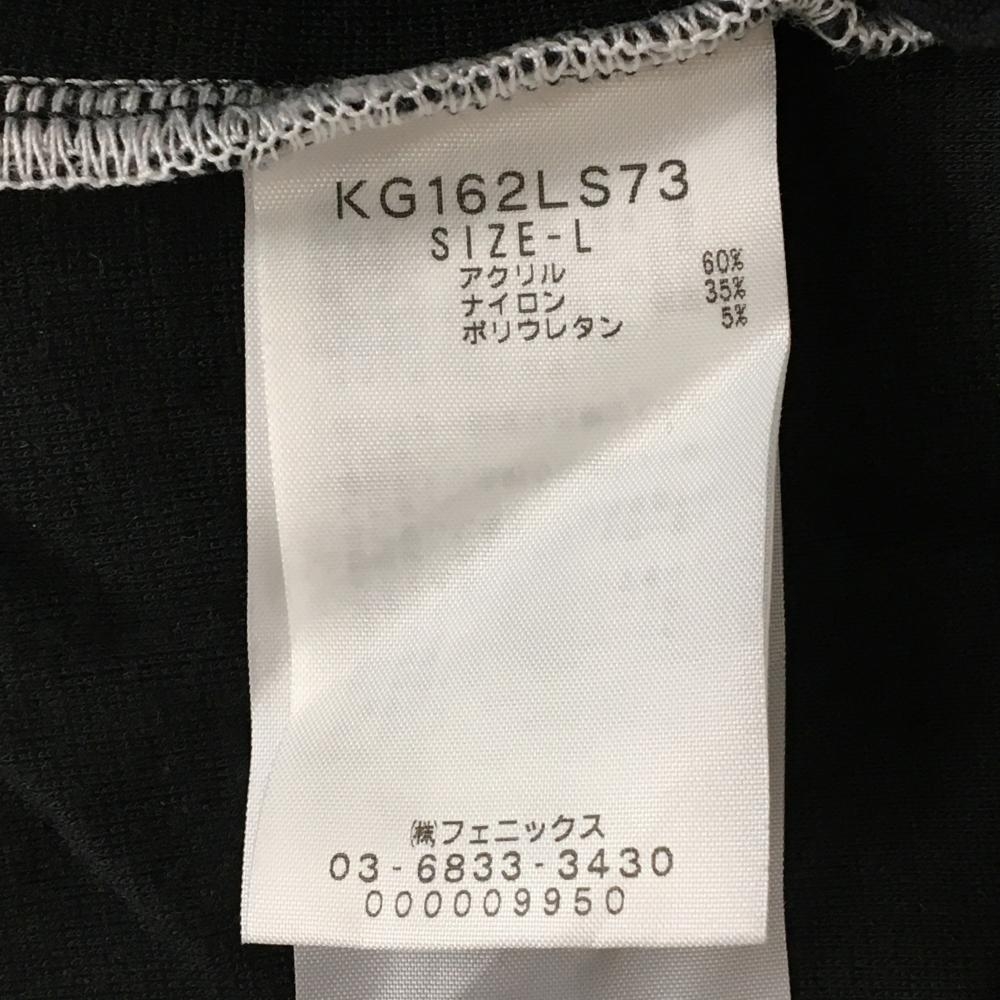 KG162LS73
SIZE-L
アクリル 60%
ナイロン 35%
ポリウレタン 5%
㈱フェニックス
03-6833-3430
000009950